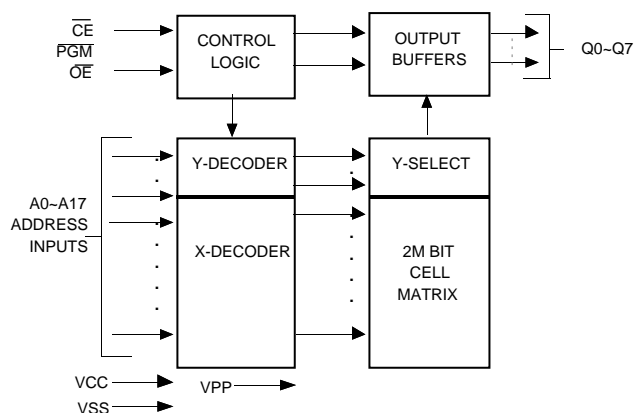 CE
PGM
OE
CONTROL
LOGIC
OUTPUT
BUFFERS
Q0~Q7
A0~A17
ADDRESS
INPUTS
Y-DECODER
Y-SELECT
X-DECODER
2M BIT
CELL
MATRIX
VCC
VSS
VPP